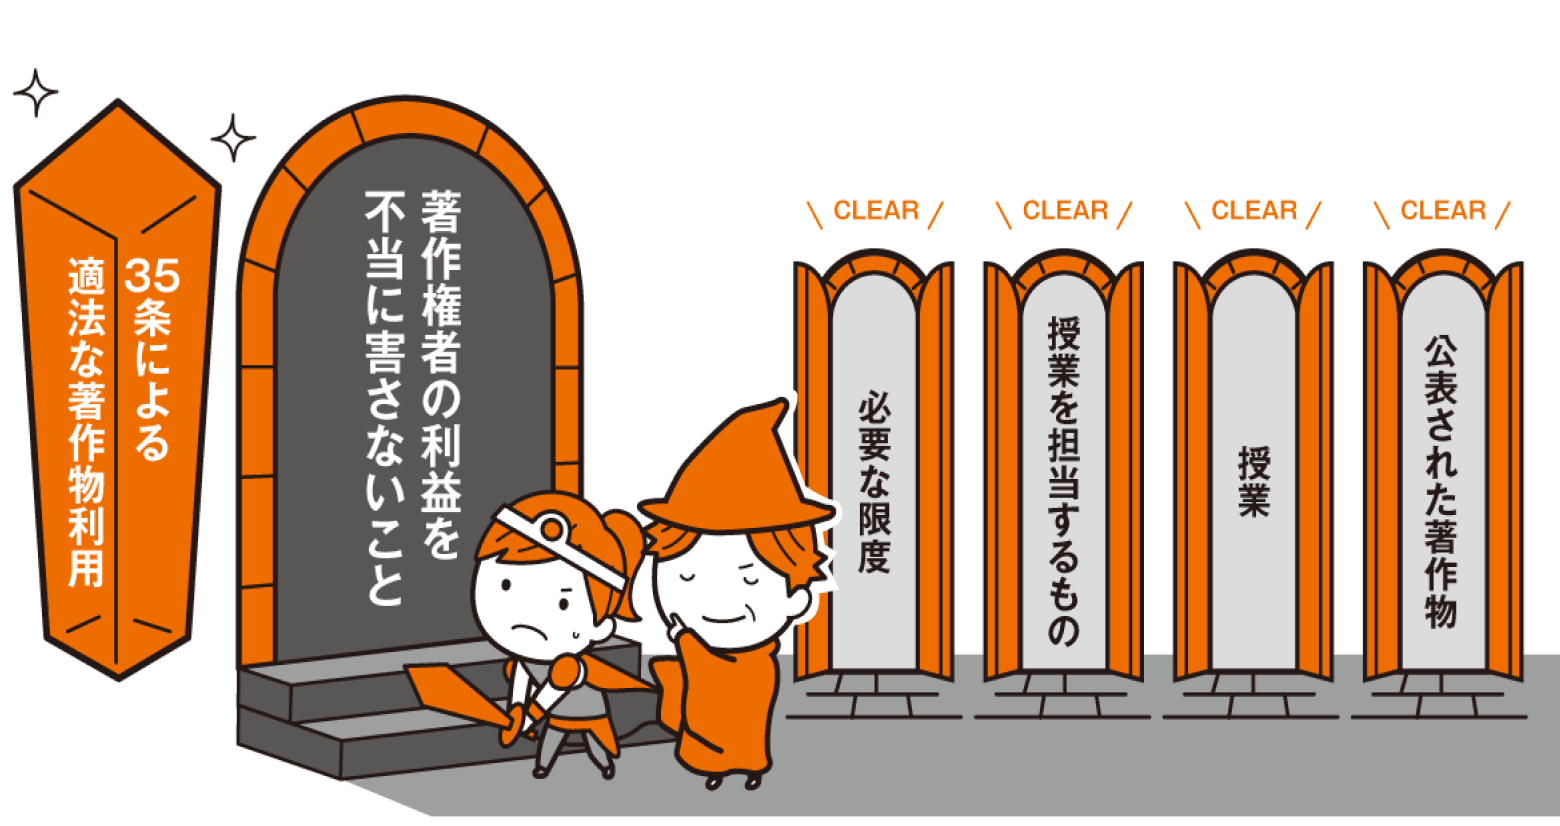 CLEAR
公表された著作物
CLEAR
授業
CLEAR
授業を担当するもの
CLEAR
必要な限度
著作権者の利益を
不当に害さないこと
35条による
適法な著作物利用